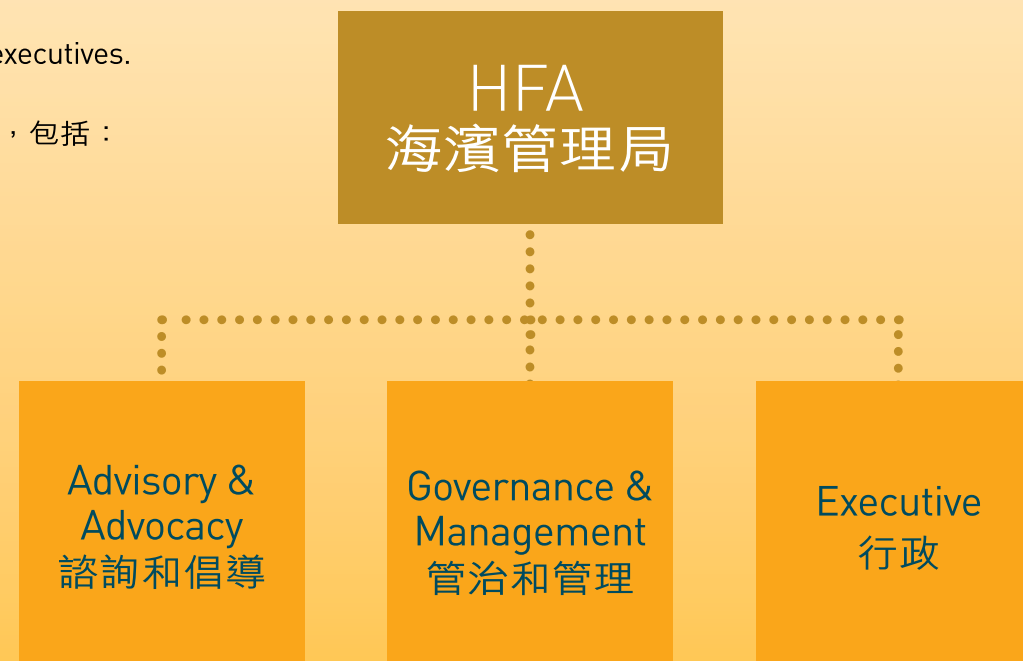 executives.
，包括：
HFA
海濱管理局
Advisory &
Advocacy
諮詢和倡導
Governance &
Management
管治和管理
Executive
行政